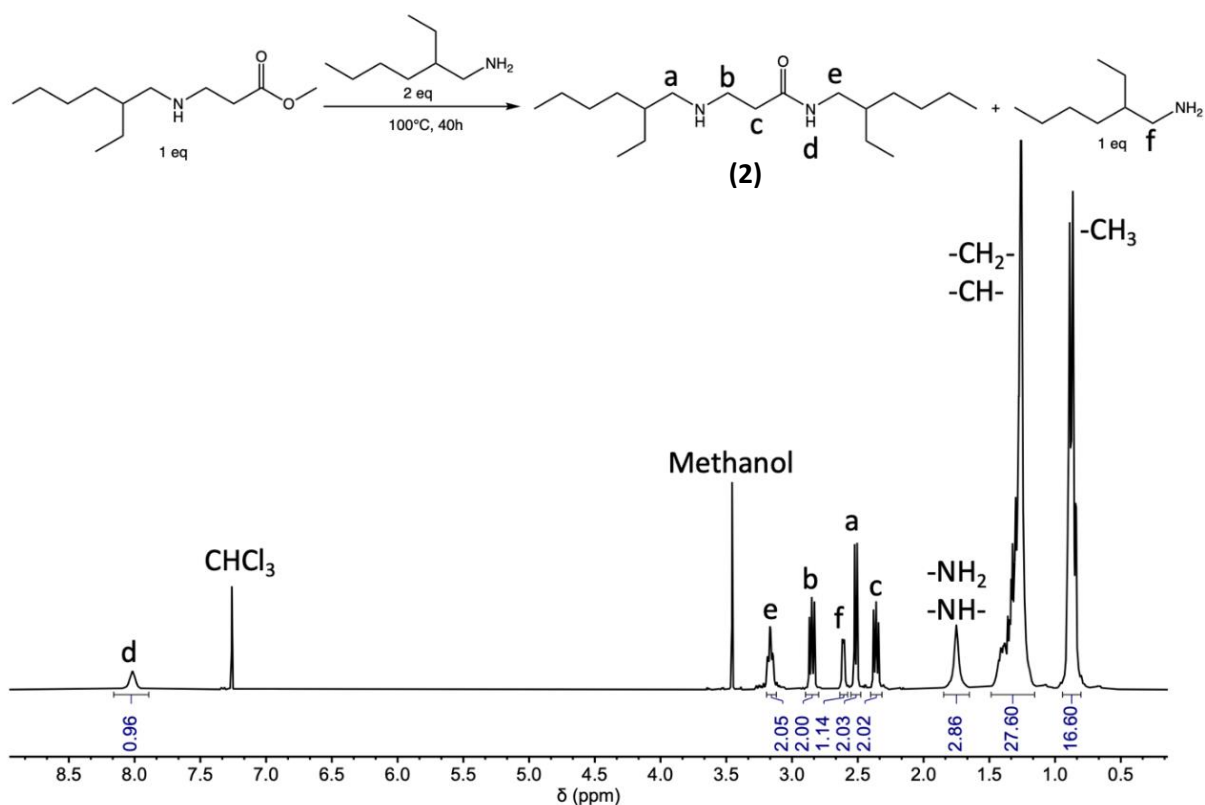 O
N
H
O
1 eq
NH₂
2 eq
100°C, 40h
a
b
O
e
N
H
c
N
H
d
(2)
+
NH₂
1 eq
f
-CH₂-
-CH-
-CH₃
Methanol
CHCl₃
d
e
b
f
a
c
-NH₂
-NH-
0.96
2.05
2.00
1.14
2.03
2.02
2.86
27.60
16.60
8.5 8.0 7.5 7.0 6.5 6.0 5.5 5.0 4.5 4.0 3.5 3.0 2.5 2.0 1.5 1.0 0.5
δ (ppm)